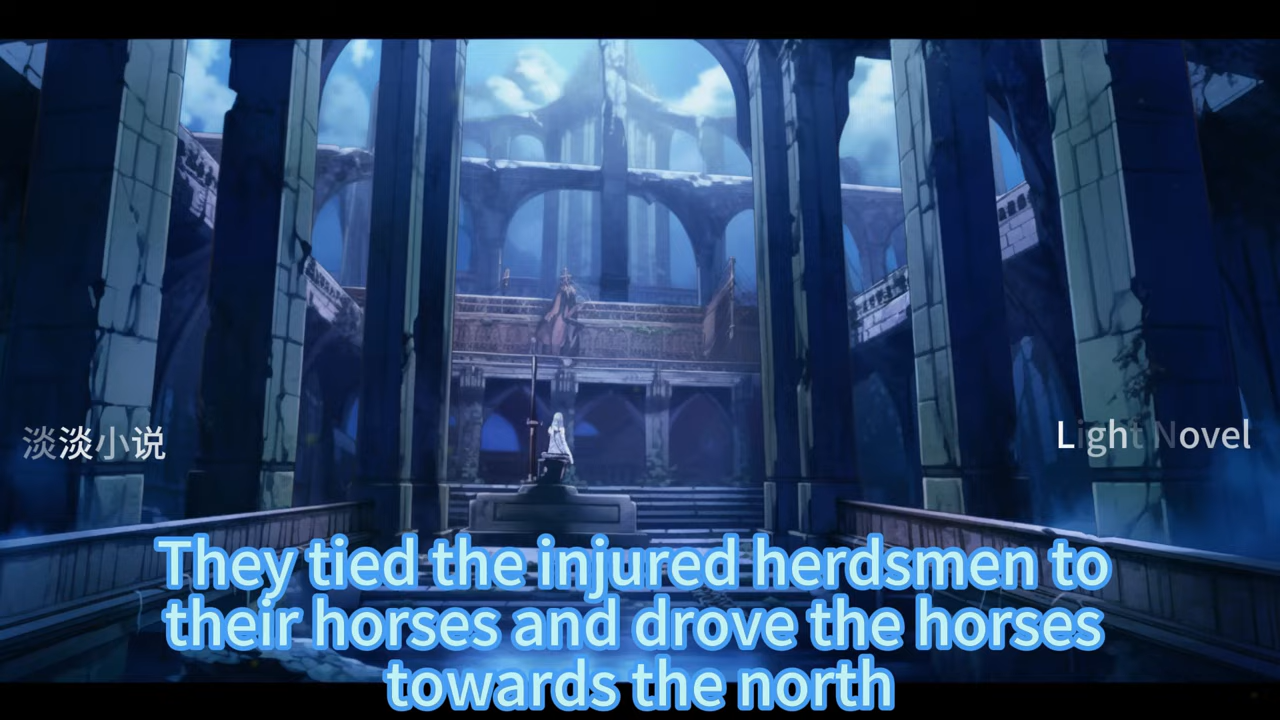 淡淡小说
Light Novel
They tied the injured herdsmen to
their horses and drove the horses
towards the north